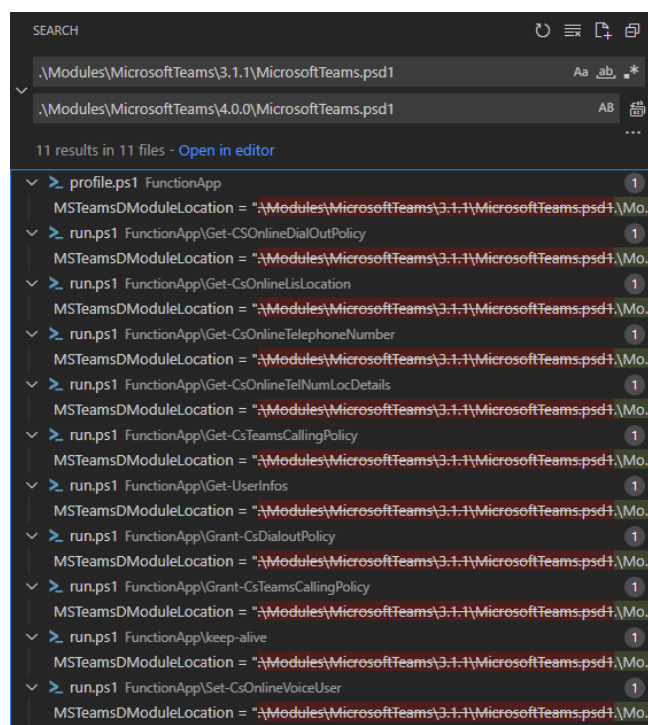 SEARCH
.\Modules\MicrosoftTeams\3.1.1\MicrosoftTeams.psd1 Aa ab .*
.\Modules\MicrosoftTeams\4.0.0\MicrosoftTeams.psd1 AB
...
11 results in 11 files - Open in editor
profile.ps1 FunctionApp 1
MSTeamsDModuleLocation = ".\Modules\MicrosoftTeams\3.1.1\MicrosoftTeams.psd1.\Mo.
run.ps1 FunctionApp\Get-CSOnlineDialOutPolicy 1
MSTeamsDModuleLocation = ".\Modules\MicrosoftTeams\3.1.1\MicrosoftTeams.psd1.\Mo.
run.ps1 FunctionApp\Get-CsOnlineLisLocation 1
MSTeamsDModuleLocation = ".\Modules\MicrosoftTeams\3.1.1\MicrosoftTeams.psd1.\Mo.
run.ps1 FunctionApp\Get-CsOnlineTelephoneNumber 1
MSTeamsDModuleLocation = ".\Modules\MicrosoftTeams\3.1.1\MicrosoftTeams.psd1.\Mo.
run.ps1 FunctionApp\Get-CsOnlineTelNumLocDetails 1
MSTeamsDModuleLocation = ".\Modules\MicrosoftTeams\3.1.1\MicrosoftTeams.psd1.\Mo.
run.ps1 FunctionApp\Get-CsTeamsCallingPolicy 1
MSTeamsDModuleLocation = ".\Modules\MicrosoftTeams\3.1.1\MicrosoftTeams.psd1.\Mo.
run.ps1 FunctionApp\Get-UserInfos 1
MSTeamsDModuleLocation = ".\Modules\MicrosoftTeams\3.1.1\MicrosoftTeams.psd1.\Mo.
run.ps1 FunctionApp\Grant-CsDialoutPolicy 1
MSTeamsDModuleLocation = ".\Modules\MicrosoftTeams\3.1.1\MicrosoftTeams.psd1.\Mo.
run.ps1 FunctionApp\Grant-CsTeamsCallingPolicy 1
MSTeamsDModuleLocation = ".\Modules\MicrosoftTeams\3.1.1\MicrosoftTeams.psd1.\Mo.
run.ps1 FunctionApp\keep-alive 1
MSTeamsDModuleLocation = ".\Modules\MicrosoftTeams\3.1.1\MicrosoftTeams.psd1.\Mo.
run.ps1 FunctionApp\Set-CsOnlineVoiceUser 1
MSTeamsDModuleLocation = ".\Modules\MicrosoftTeams\3.1.1\MicrosoftTeams.psd1.\Mo.